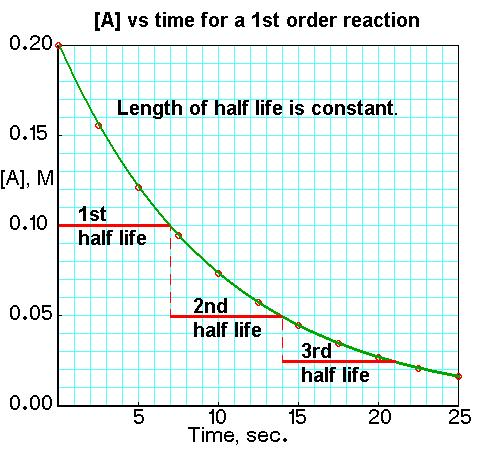 [A] vs time for a 1st order reaction
0.20
Length of half life is constant.
0.15
[A], M
0.10
1st
half life
0.05
2nd
half life
3rd
half life
0.00
5 10 15 20 25
Time, sec.